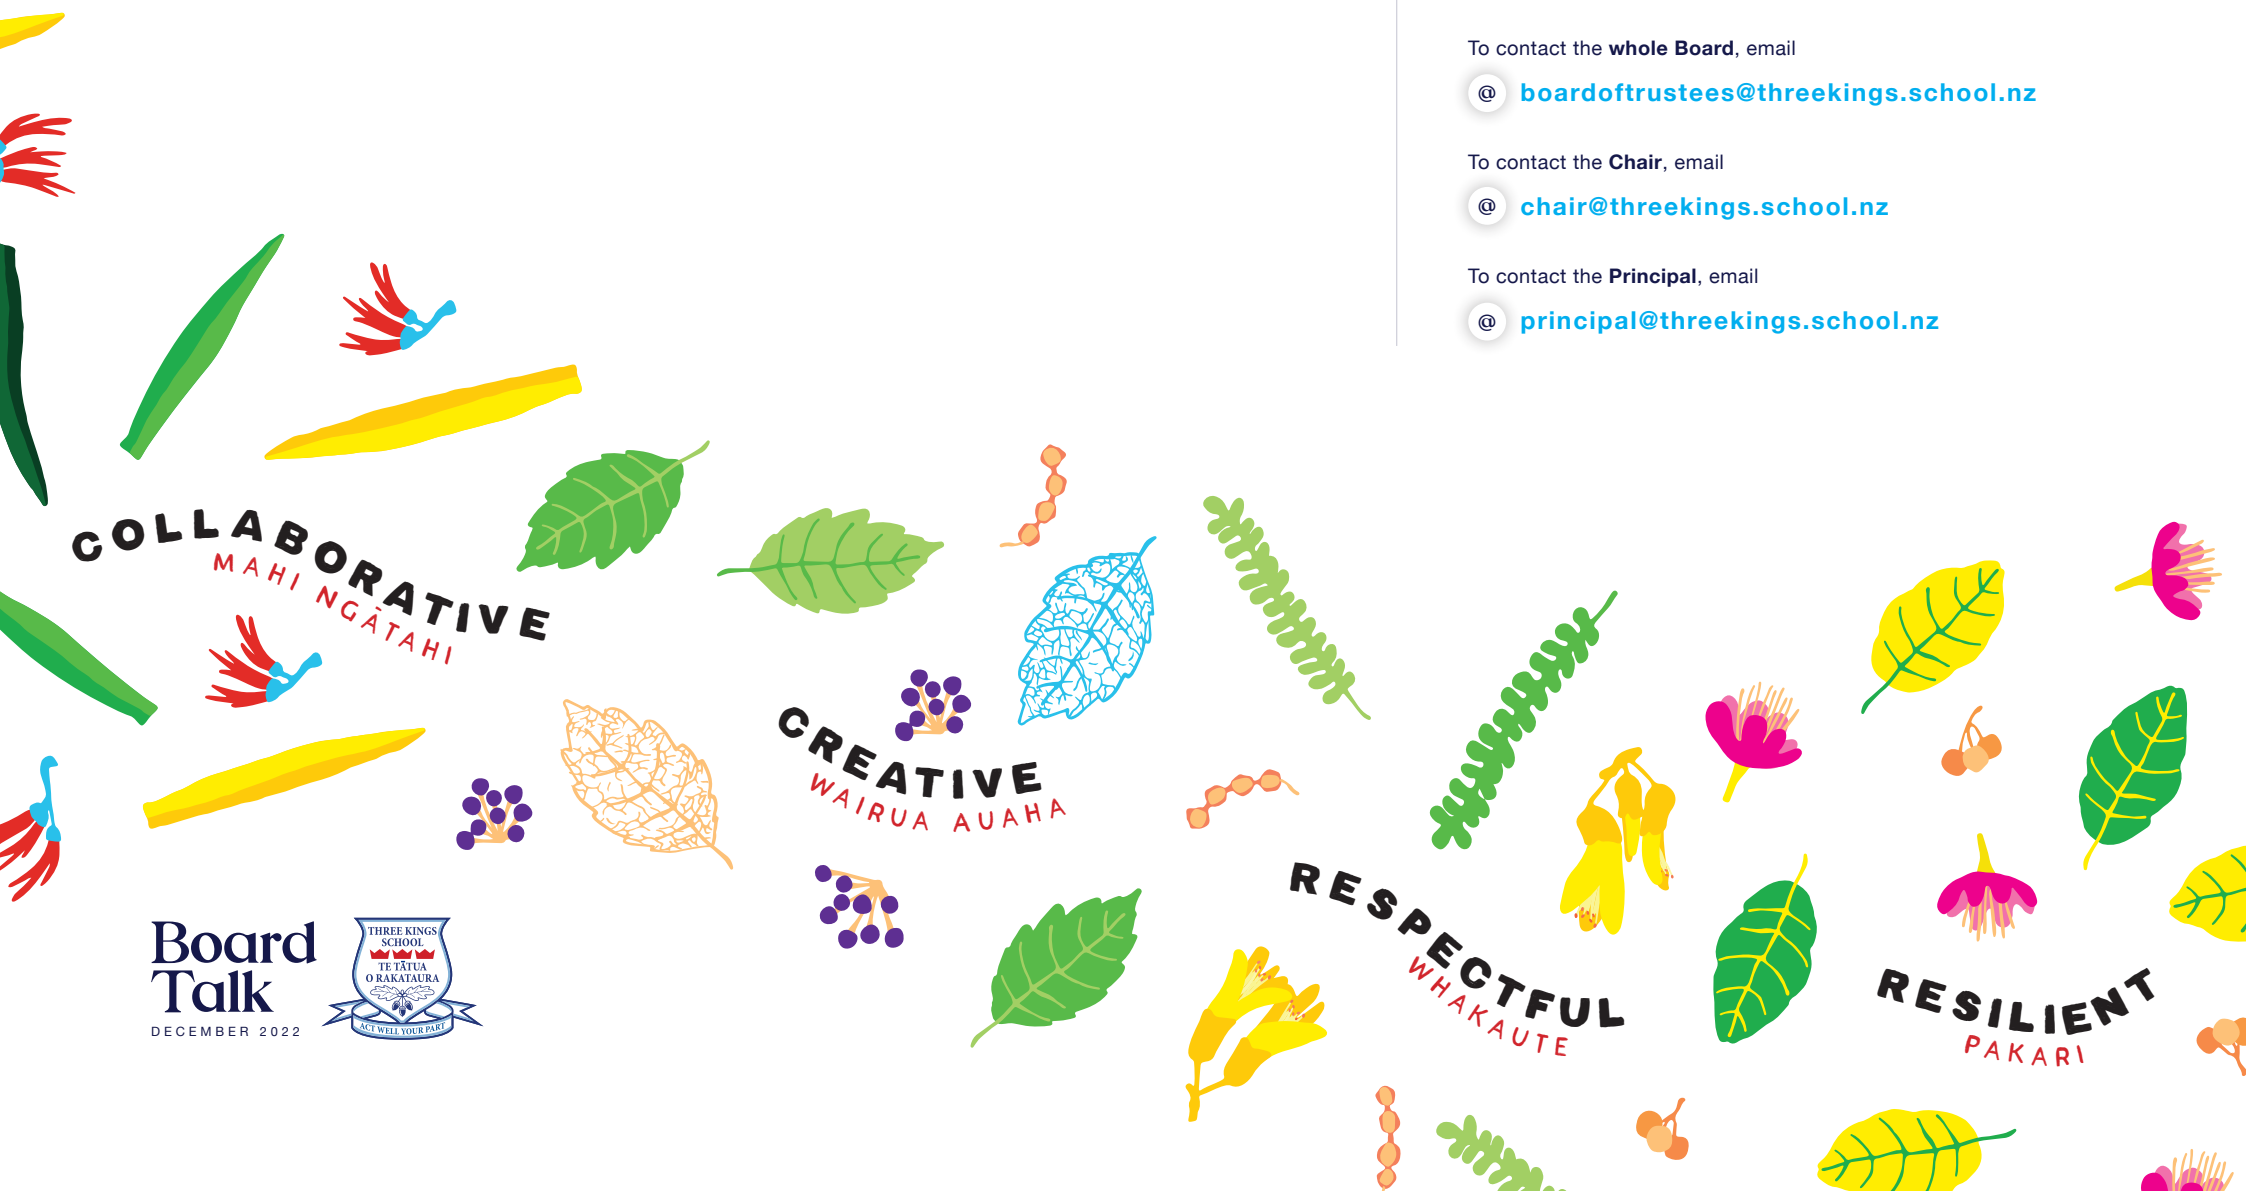 To contact the whole Board, email
@ boardoftrustees@threekings.school.nz
To contact the Chair, email
@ chair@threekings.school.nz
To contact the Principal, email
@ principal@threekings.school.nz
COLLABORATIVE
MAHI NGĀTAHI
CREATIVE
WAIRUA AUAHA
RESPECTFUL
WHAKAUTE
RESILIENT
PAKARI
Board
Talk
DECEMBER 2022
THREE KINGS
SCHOOL
TE TĀTUA
O RAKATAURA
ACT WELL YOUR PART